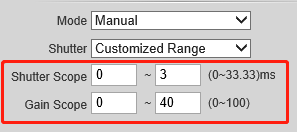 Mode Manual
Shutter Customized Range
Shutter Scope 0 ~ 3 (0~33.33)ms
Gain Scope 0 ~ 40 (0~100)